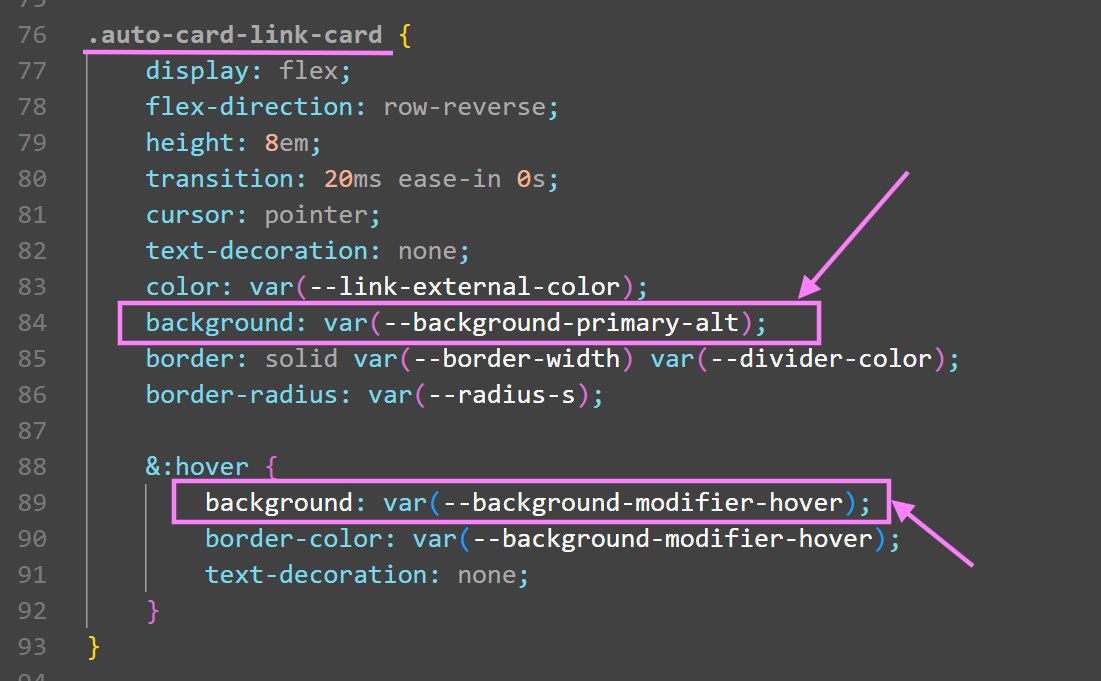 76 .auto-card-link-card {
77 display: flex;
78 flex-direction: row-reverse;
79 height: 8em;
80 transition: 20ms ease-in 0s;
81 cursor: pointer;
82 text-decoration: none;
83 color: var(--link-external-color);
84 background: var(--background-primary-alt);
85 border: solid var(--border-width) var(--divider-color);
86 border-radius: var(--radius-s);
87
88 &:hover {
89 background: var(--background-modifier-hover);
90 border-color: var(--background-modifier-hover);
91 text-decoration: none;
92 }
93 }